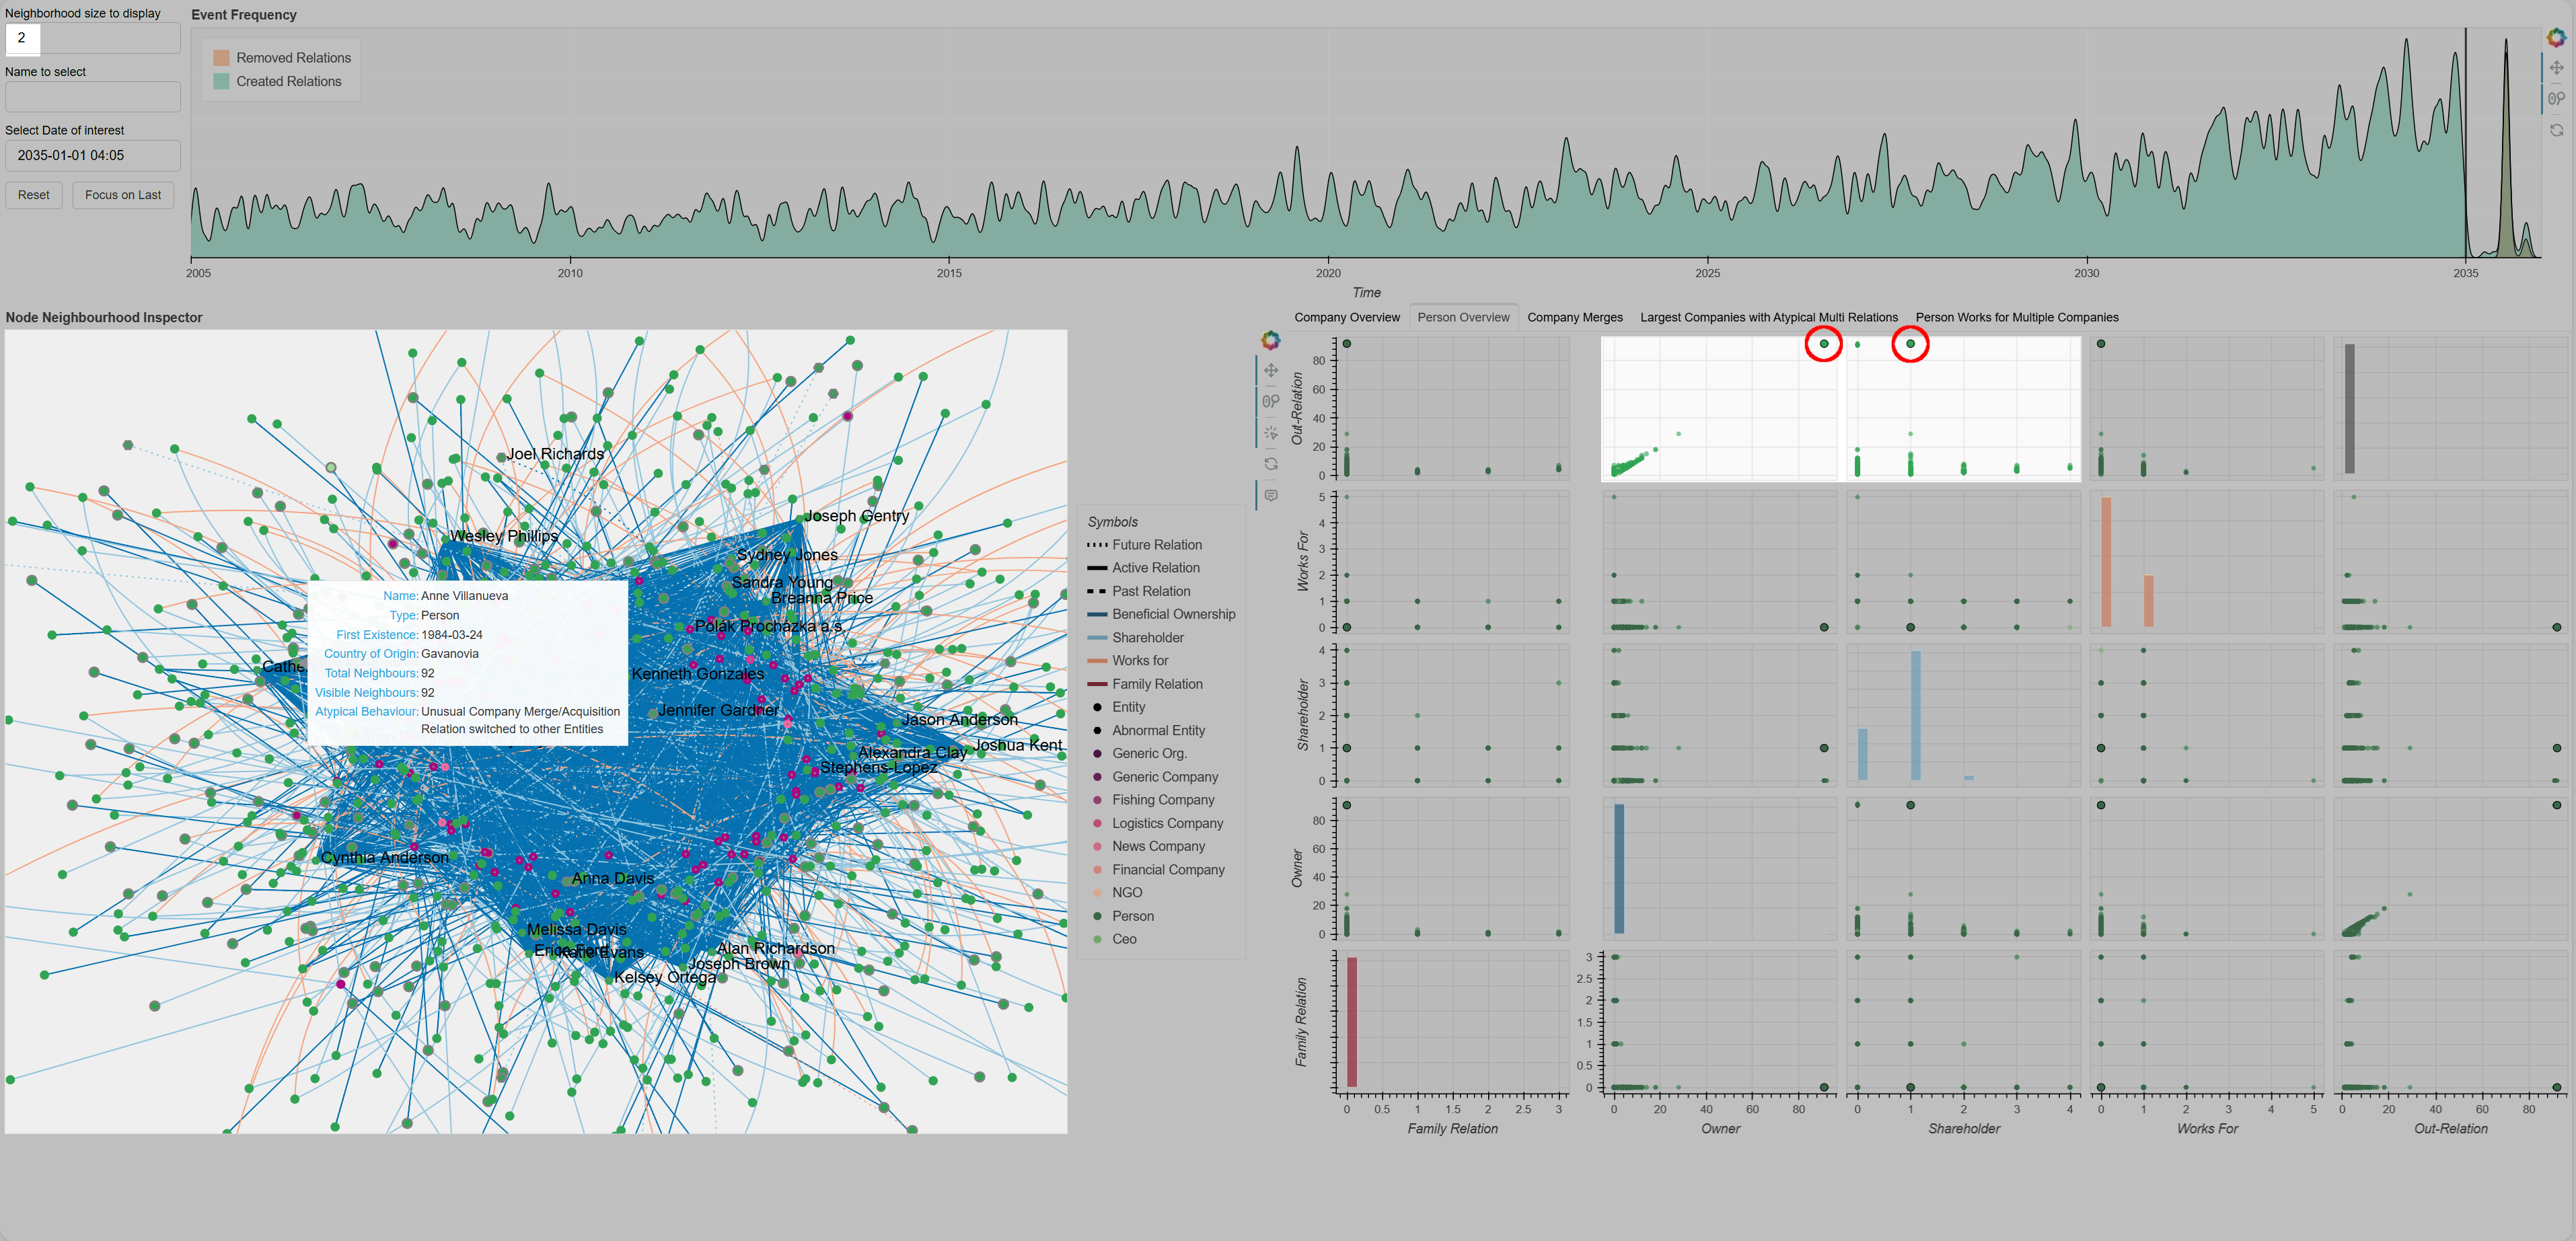 Neighborhood size to display
2
Name to select
Select Date of interest
2035-01-01 04:05
Reset
Focus on Last
Event Frequency
Removed Relations
Created Relations
2005
2010
2015
2020
2025
2030
2035
Time
Node Neighbourhood Inspector
Joel Richards
Joseph Gentry
Wesley Phillips
Sydney Jones
Sandra Young
Breanna Price
Polák Procházka a.s.
Kenneth Gonzales
Jennifer Gardner
Jason Anderson
Alexandra Clay
Joshua Kent
Stephens-Lopez
Cynthia Anderson
Anna Davis
Melissa Davis
Alan Richardson
Joseph Brown
Kelsey Ortega
Name: Anne Villanueva
Type: Person
First Existence: 1984-03-24
Country of Origin: Gavanovia
Total Neighbours: 92
Visible Neighbours: 92
Atypical Behaviour: Unusual Company Merge/Acquisition
Relation switched to other Entities
Symbols
Future Relation
Active Relation
Past Relation
Beneficial Ownership
Shareholder
Works for
Family Relation
Entity
Abnormal Entity
Generic Org.
Generic Company
Fishing Company
Logistics Company
News Company
Financial Company
NGO
Person
Ceo
Company Overview
Person Overview
Company Merges
Largest Companies with Atypical Multi Relations
Person Works for Multiple Companies
Out-Relation
80
60
40
20
0
Works For
5
4
3
2
1
0
Shareholder
4
3
2
1
0
Owner
80
60
40
20
0
Family Relation
3
2.5
2
1.5
1
0.5
0
0 0.5 1 1.5 2 2.5 3
Family Relation
0 20 40 60 80
Owner
0 1 2 3 4
Shareholder
0 1 2 3 4 5
Works For
0 20 40 60 80
Out-Relation